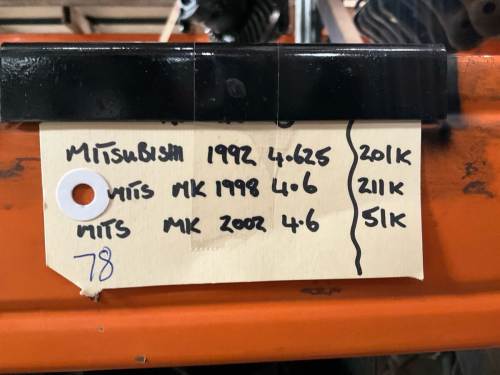 MITSUBISHI 1992 4.625 201K
MITS MK 1998 4.6 211K
MITS MK 2002 4.6 51K
78